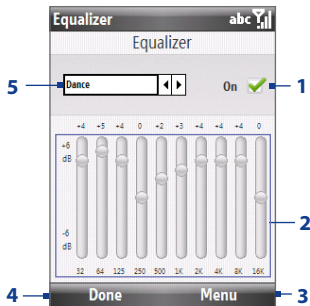 Equalizer abc
Equalizer
5 Dance On 1
+4 +5 +4 0 +2 +3 +4 +4 +4 0
+6
dB
2
-6
dB
32 64 125 250 500 1K 2K 4K 8K 16K
4 Done Menu 3